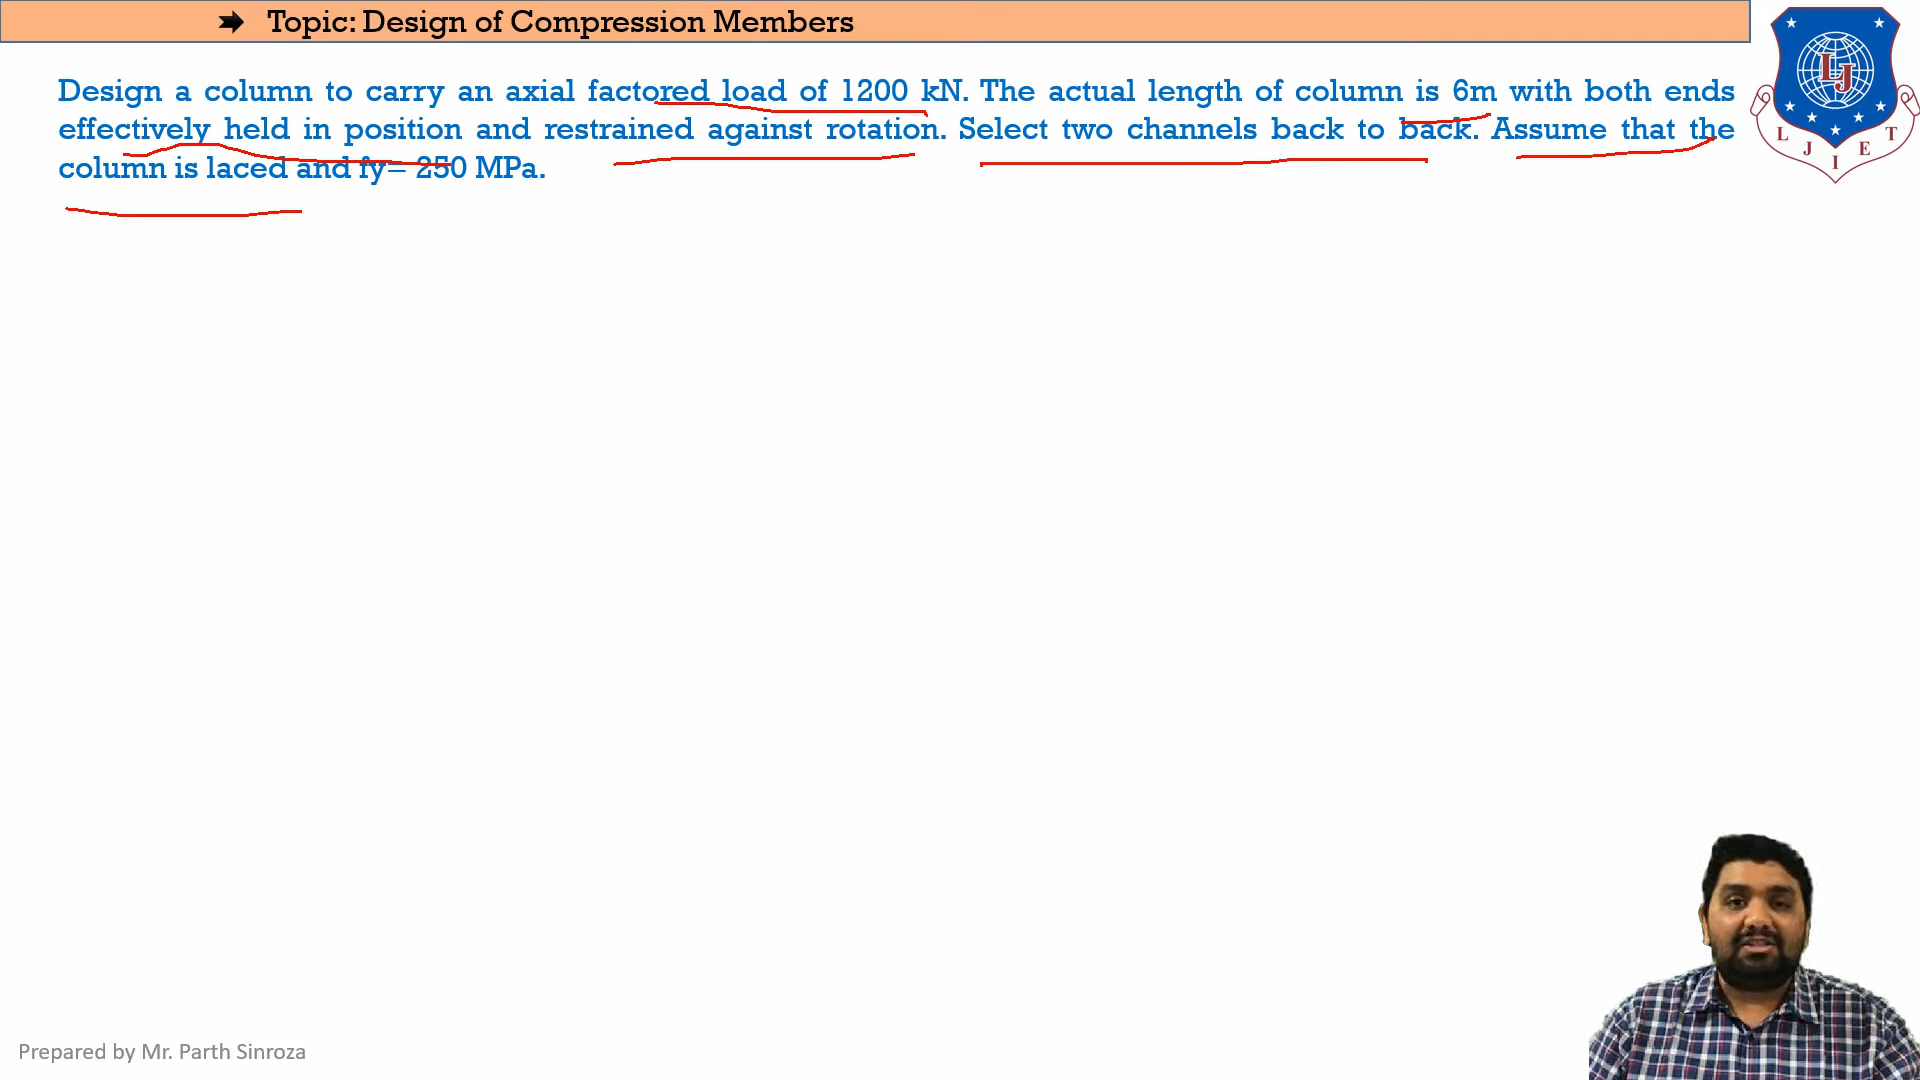 Topic: Design of Compression Members
Design a column to carry an axial factored load of 1200 kN. The actual length of column is 6m with both ends
effectively held in position and restrained against rotation. Select two channels back to back. Assume that the
column is laced and fy= 250 MPa.
LJ
L J I E T
Prepared by Mr. Parth Sinroza